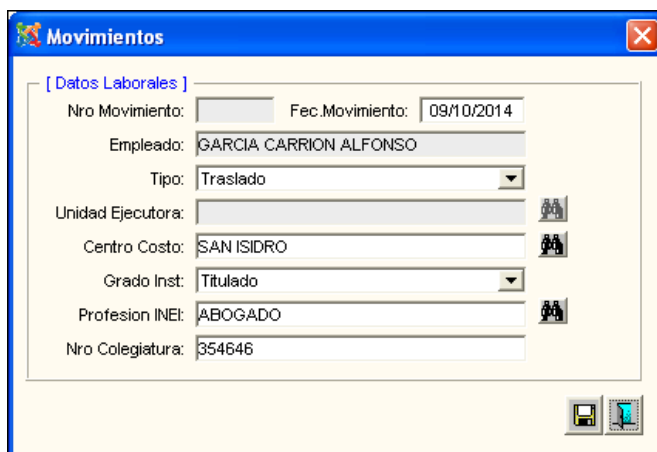 Movimientos
[ Datos Laborales ]
Nro Movimiento: Fec.Movimiento: 09/10/2014
Empleado: GARCIA CARRION ALFONSO
Tipo: Traslado
Unidad Ejecutora:
Centro Costo: SAN ISIDRO
Grado Inst: Titulado
Profesion INEI: ABOGADO
Nro Colegiatura: 354646